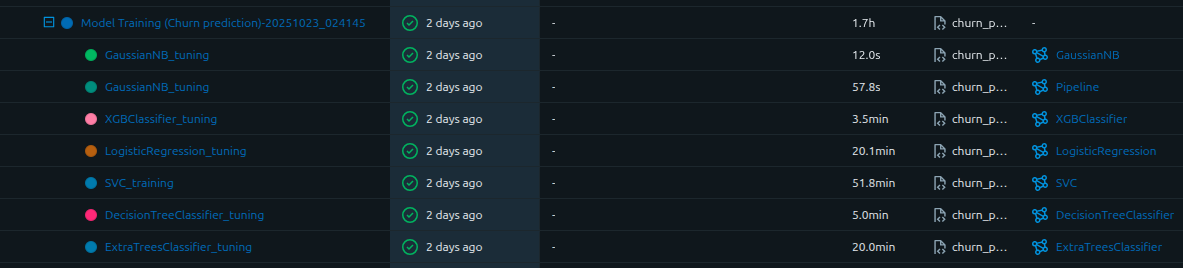 Model Training (Churn prediction)-20251023_024145 2 days ago - 1.7h churn_p... -
GaussianNB_tuning 2 days ago - 12.0s churn_p... GaussianNB
GaussianNB_tuning 2 days ago - 57.8s churn_p... Pipeline
XGBClassifier_tuning 2 days ago - 3.5min churn_p... XGBClassifier
LogisticRegression_tuning 2 days ago - 20.1min churn_p... LogisticRegression
SVC_training 2 days ago - 51.8min churn_p... SVC
DecisionTreeClassifier_tuning 2 days ago - 5.0min churn_p... DecisionTreeClassifier
ExtraTreesClassifier_tuning 2 days ago - 20.0min churn_p... ExtraTreesClassifier